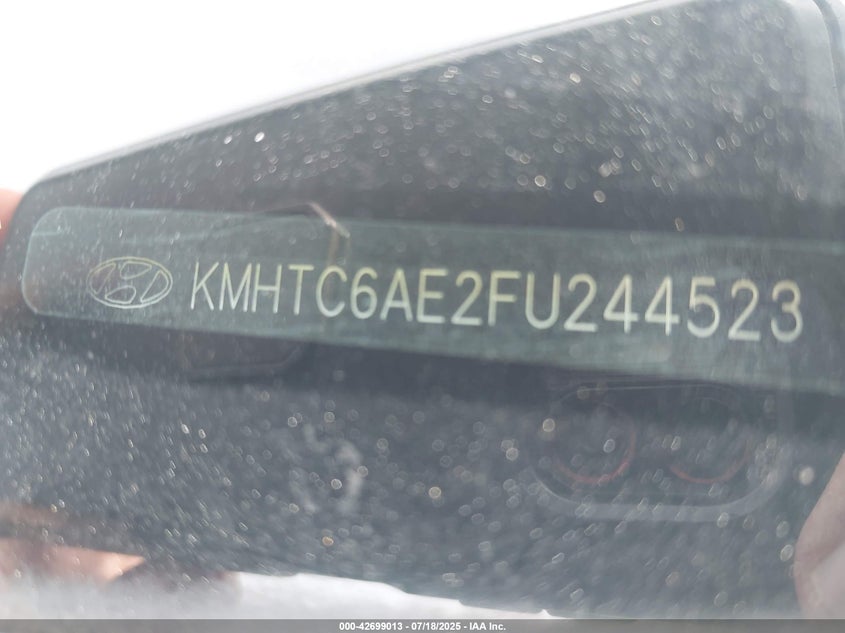 KMHTC6AE2FU244523
000-42699013 - 07/18/2025 - IAA Inc.